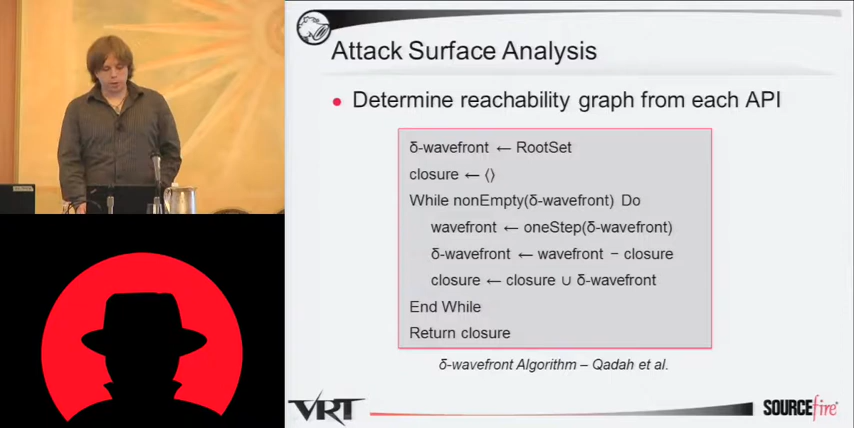 Attack Surface Analysis
• Determine reachability graph from each API
δ-wavefront ← RootSet
closure ← ⟨⟩
While nonEmpty(δ-wavefront) Do
wavefront ← oneStep(δ-wavefront)
δ-wavefront ← wavefront − closure
closure ← closure ∪ δ-wavefront
End While
Return closure
δ-wavefront Algorithm – Qadah et al.
VRT
SOURCEfire